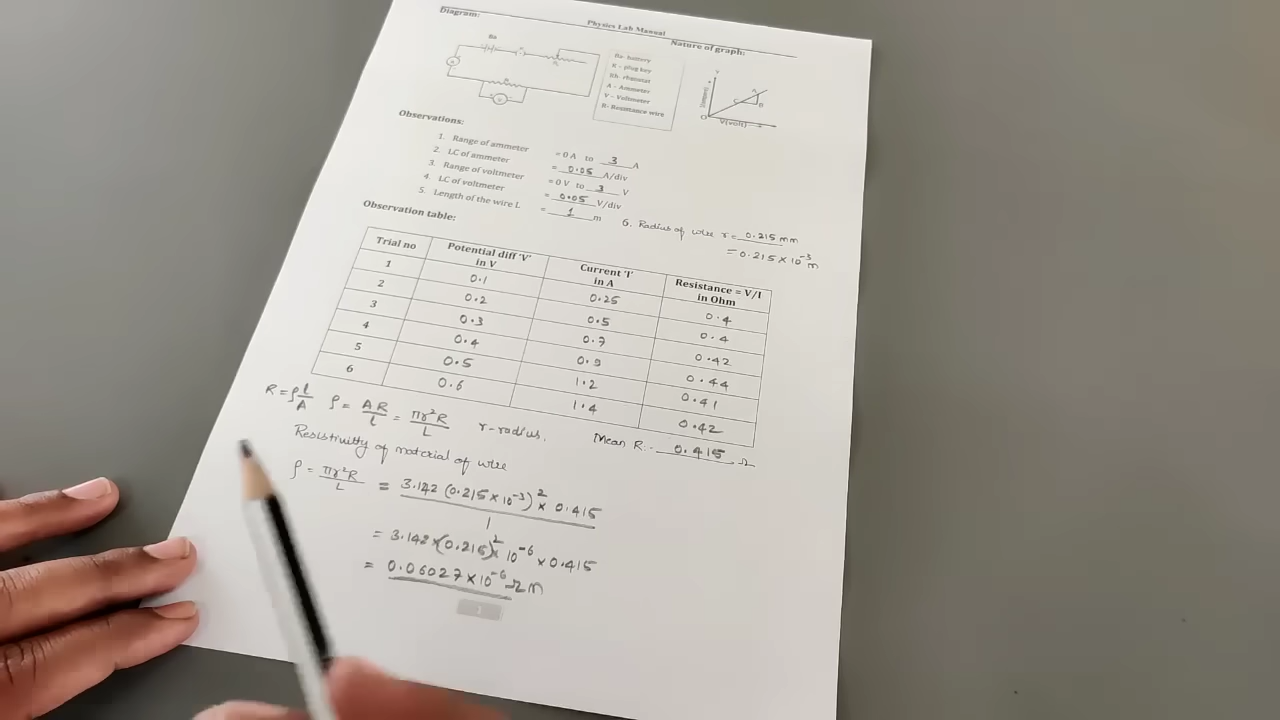 Physics Lab Manual
Diagram:
Nature of graph:
Ba
Ba- battery
K - plug key
Rh- rheostat
A - Ammeter
V - Voltmeter
R- Resistance wire
V(volt)
Observations:
1. Range of ammeter = 0 A to 3 A
2. LC of ammeter = 0.05 A/div
3. Range of voltmeter = 0 V to 3 V
4. LC of voltmeter = 0.05 V/div
5. Length of the wire L = 1 m
6. Radius of wire r = 0.215 mm
= 0.215 × 10⁻³ m
Observation table:
Trial no Potential diff 'V' in V Current 'I' in A Resistance = V/I in Ohm
1 0.1 0.25 0.4
2 0.2 0.5 0.4
3 0.3 0.7 0.42
4 0.4 0.9 0.44
5 0.5 1.2 0.41
6 0.6 1.4 0.42
Mean R:- 0.415 Ω
R = ρ l/A ρ = AR/l = πr²R/L r-radius.
Resistivity of material of wire
ρ = πr²R/L = 3.142 (0.215 × 10⁻³)² × 0.415 / 1
= 3.142 × (0.215)² × 10⁻⁶ × 0.415
= 0.06027 × 10⁻⁶ Ω m